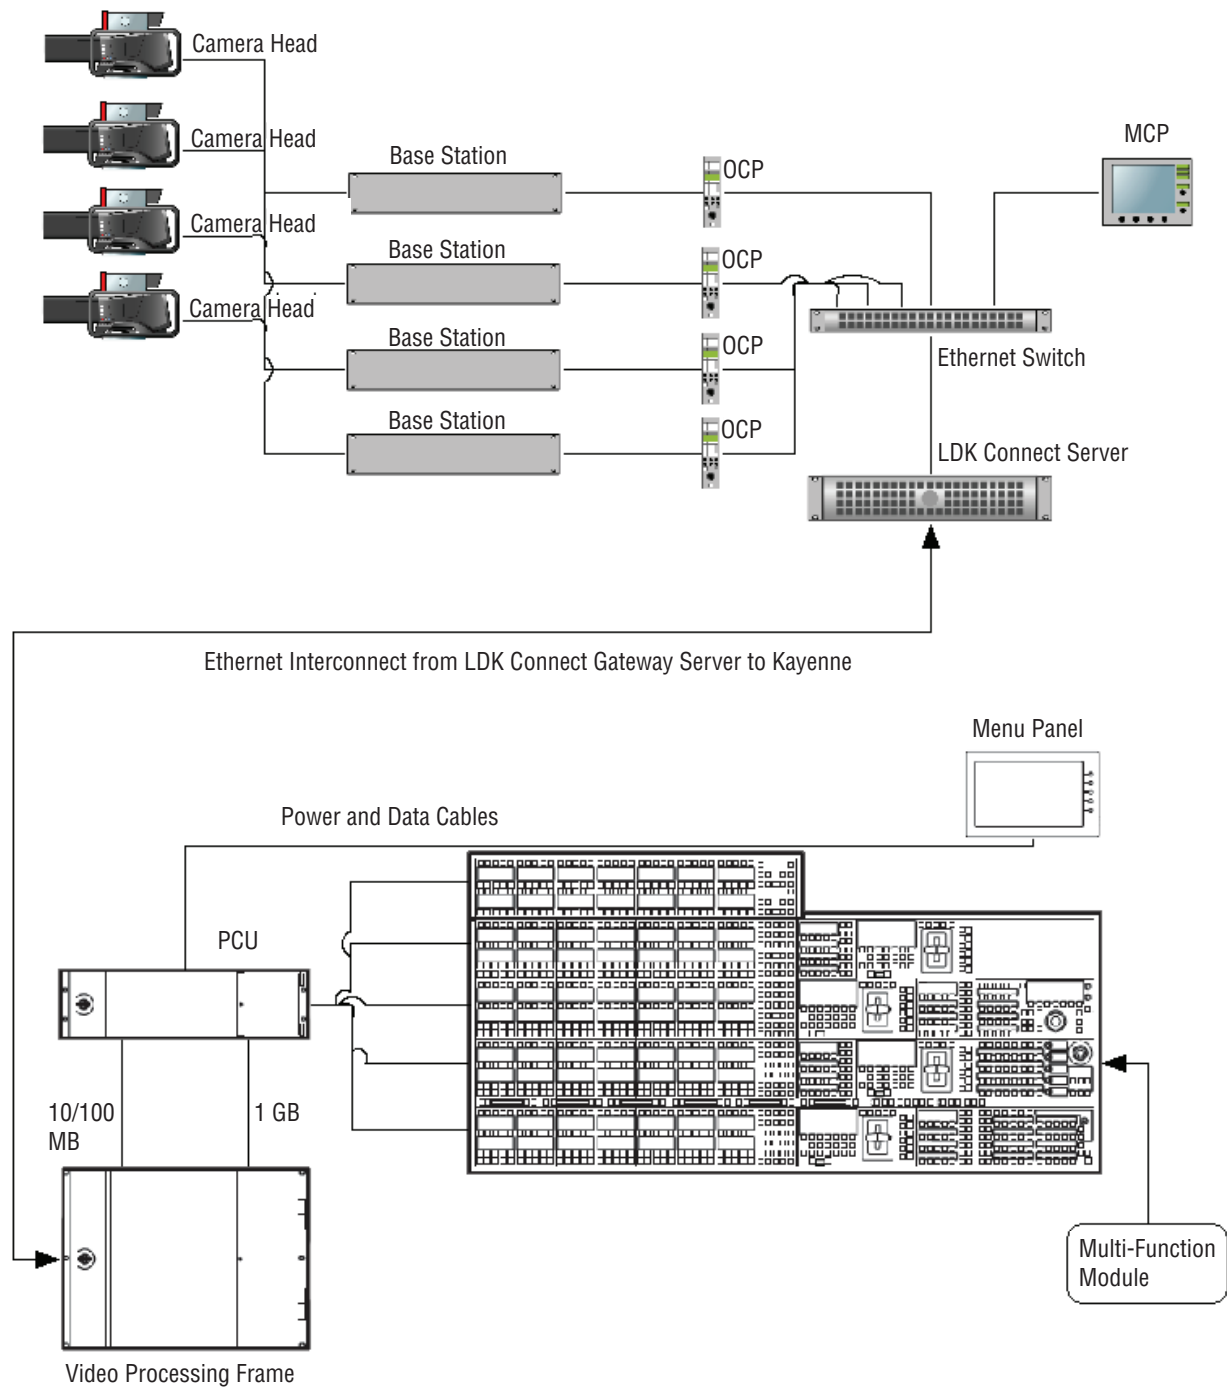 Camera Head
Camera Head
Camera Head
Camera Head
Base Station
Base Station
Base Station
Base Station
OCP
OCP
OCP
OCP
MCP
Ethernet Switch
LDK Connect Server
Ethernet Interconnect from LDK Connect Gateway Server to Kayenne
Menu Panel
Power and Data Cables
PCU
10/100
MB
1 GB
Multi-Function
Module
Video Processing Frame